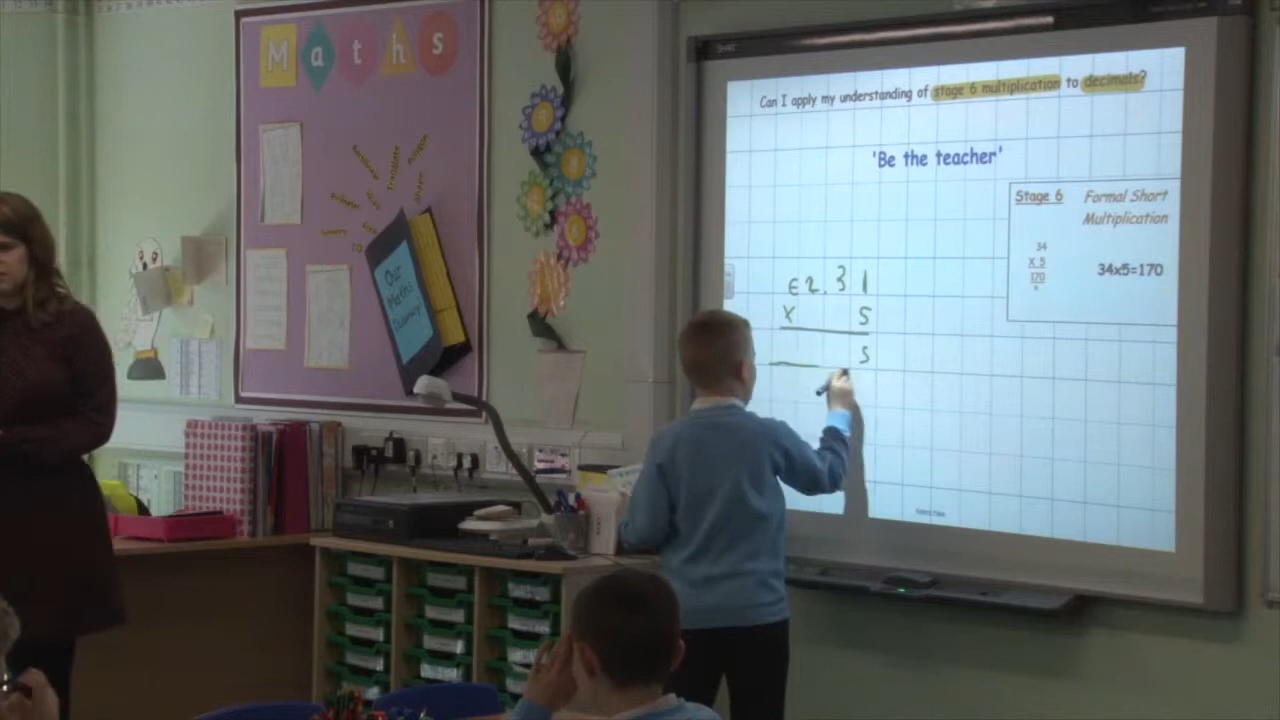 Maths
Our
Maths
Can I apply my understanding of stage 6 multiplication to decimals?
'Be the teacher'
Stage 6 Formal Short
Multiplication
34
X 5
170
34x5=170
€2.31
X 5
5